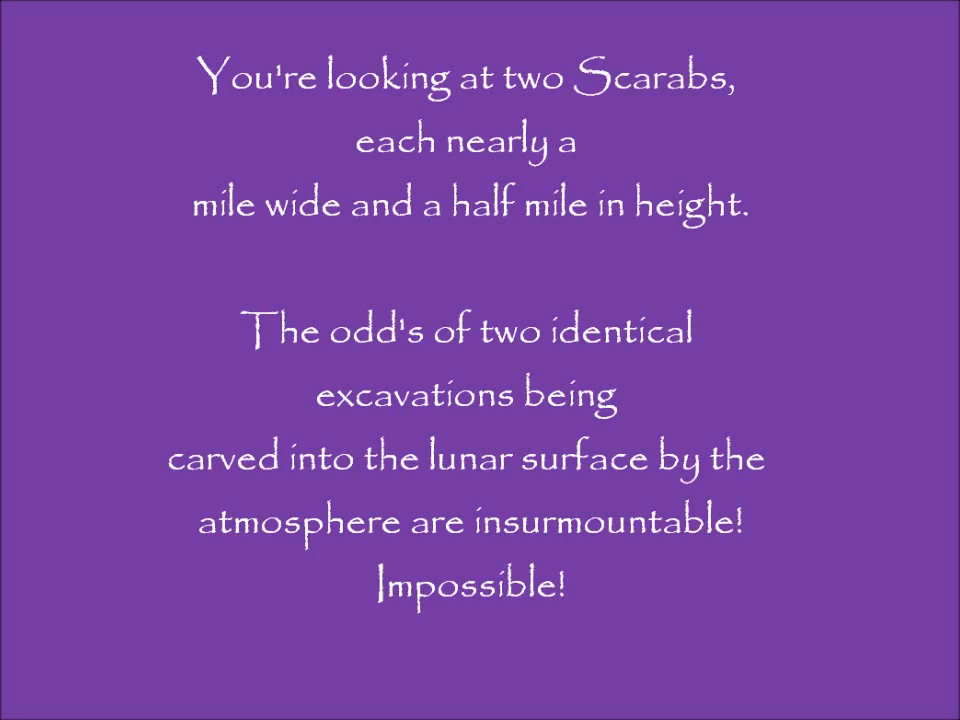 You're looking at two Scarabs,
each nearly a
mile wide and a half mile in height.
The odd's of two identical
excavations being
carved into the lunar surface by the
atmosphere are insurmountable!
Impossible!